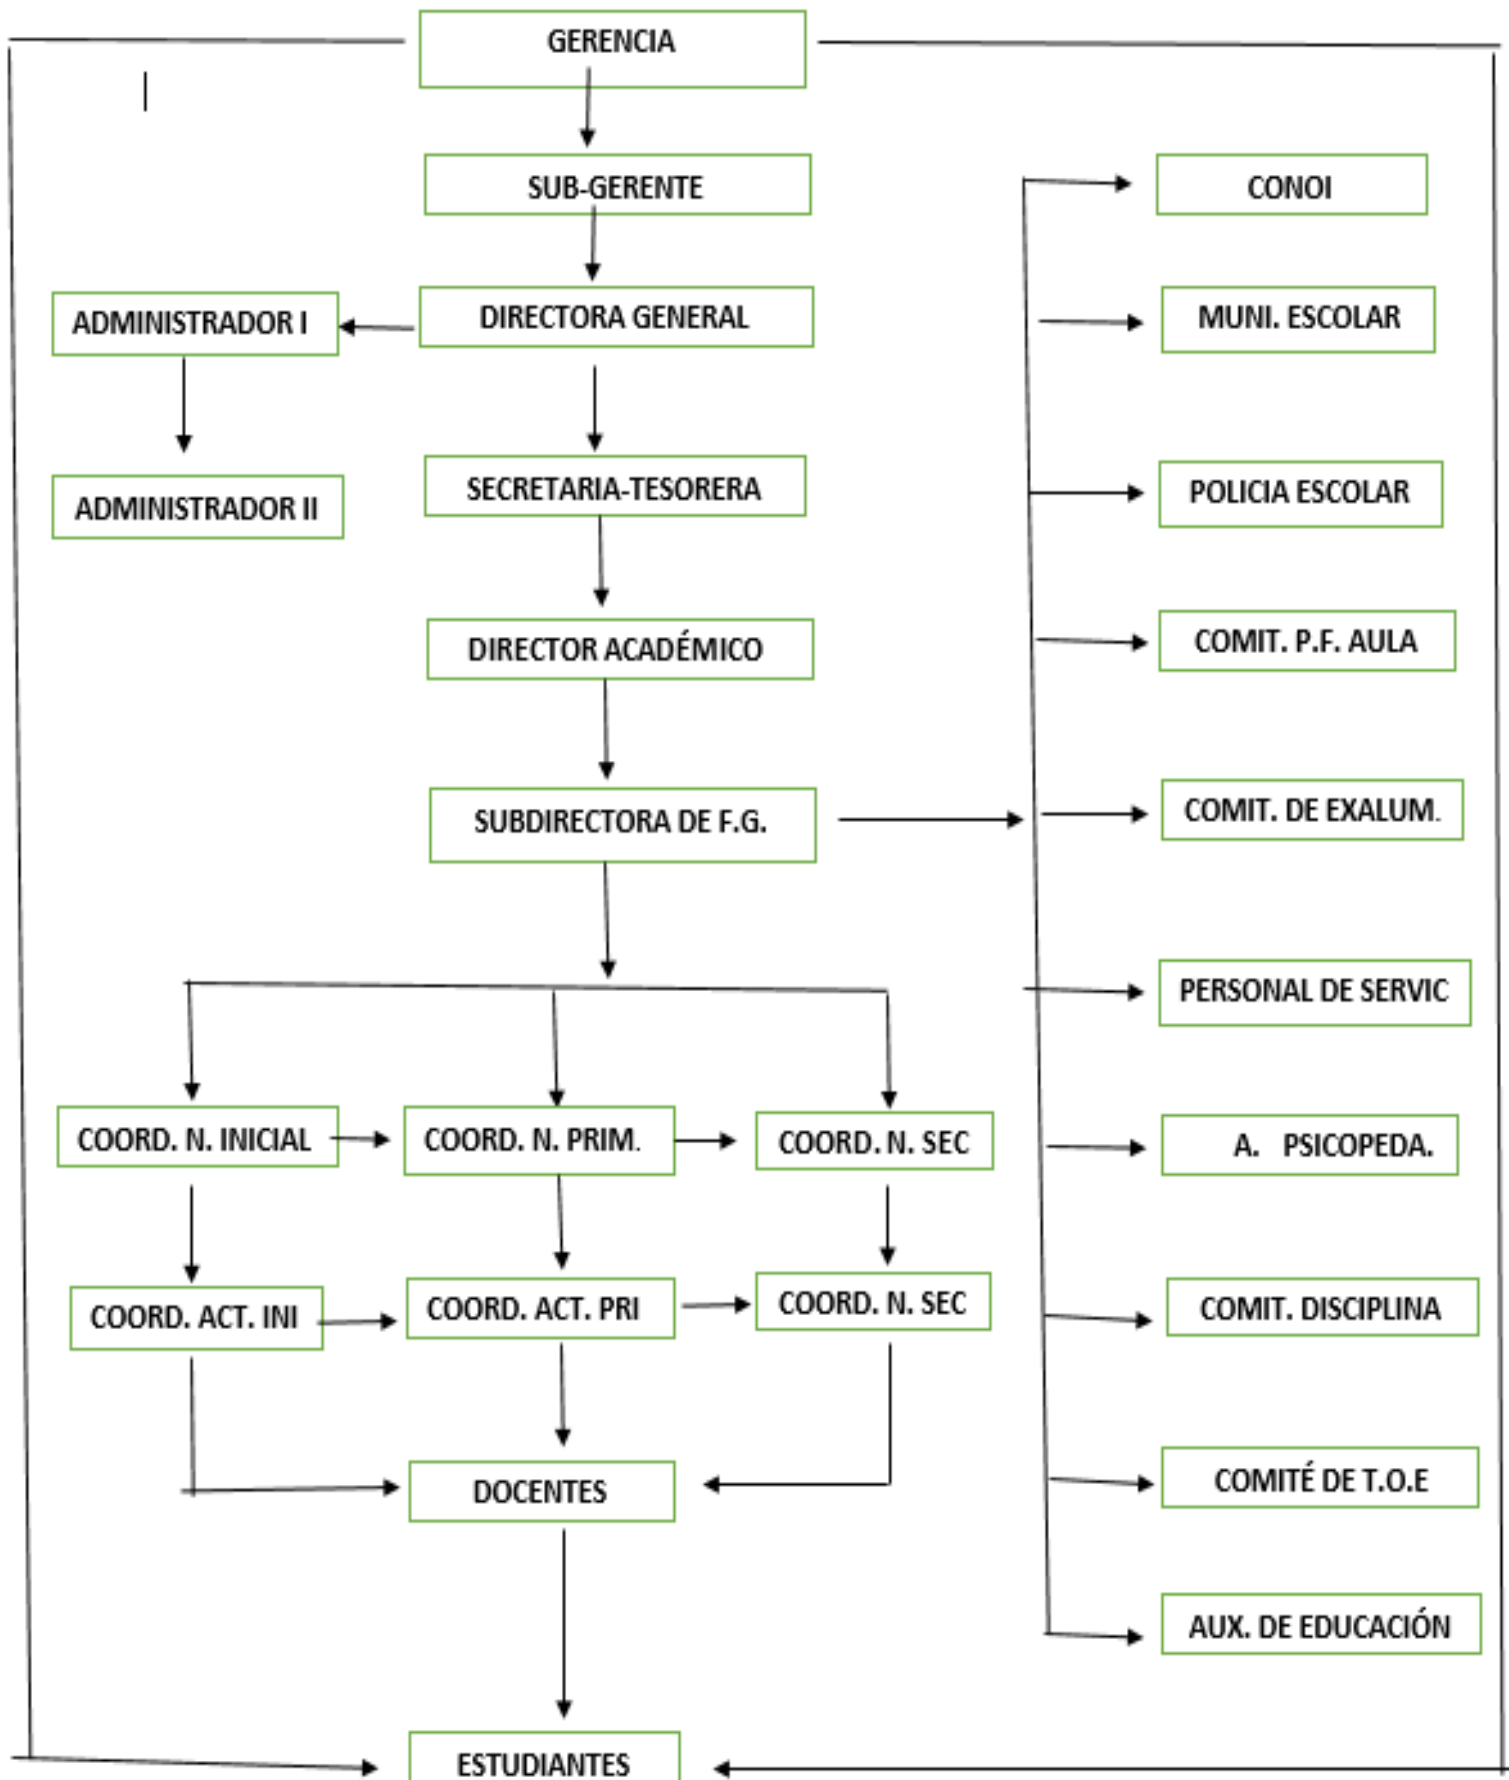 GERENCIA
SUB-GERENTE
CONOI
ADMINISTRADOR I
DIRECTORA GENERAL
MUNI. ESCOLAR
ADMINISTRADOR II
SECRETARIA-TESORERA
POLICIA ESCOLAR
DIRECTOR ACADÉMICO
COMIT. P.F. AULA
SUBDIRECTORA DE F.G.
COMIT. DE EXALUM.
PERSONAL DE SERVIC
COORD. N. INICIAL
COORD. N. PRIM.
COORD. N. SEC
A. PSICOPEDA.
COORD. ACT. INI
COORD. ACT. PRI
COORD. N. SEC
COMIT. DISCIPLINA
DOCENTES
COMITÉ DE T.O.E
AUX. DE EDUCACIÓN
ESTUDIANTES